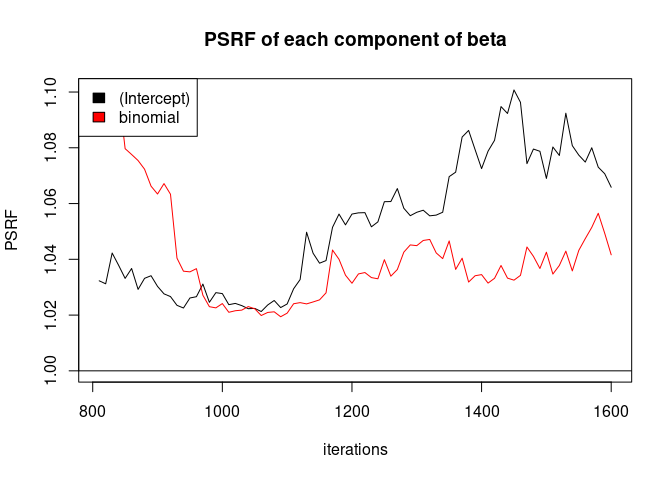 PSRF of each component of beta
(Intercept)
binomial
PSRF
1.10
1.08
1.06
1.04
1.02
1.00
800 1000 1200 1400 1600
iterations